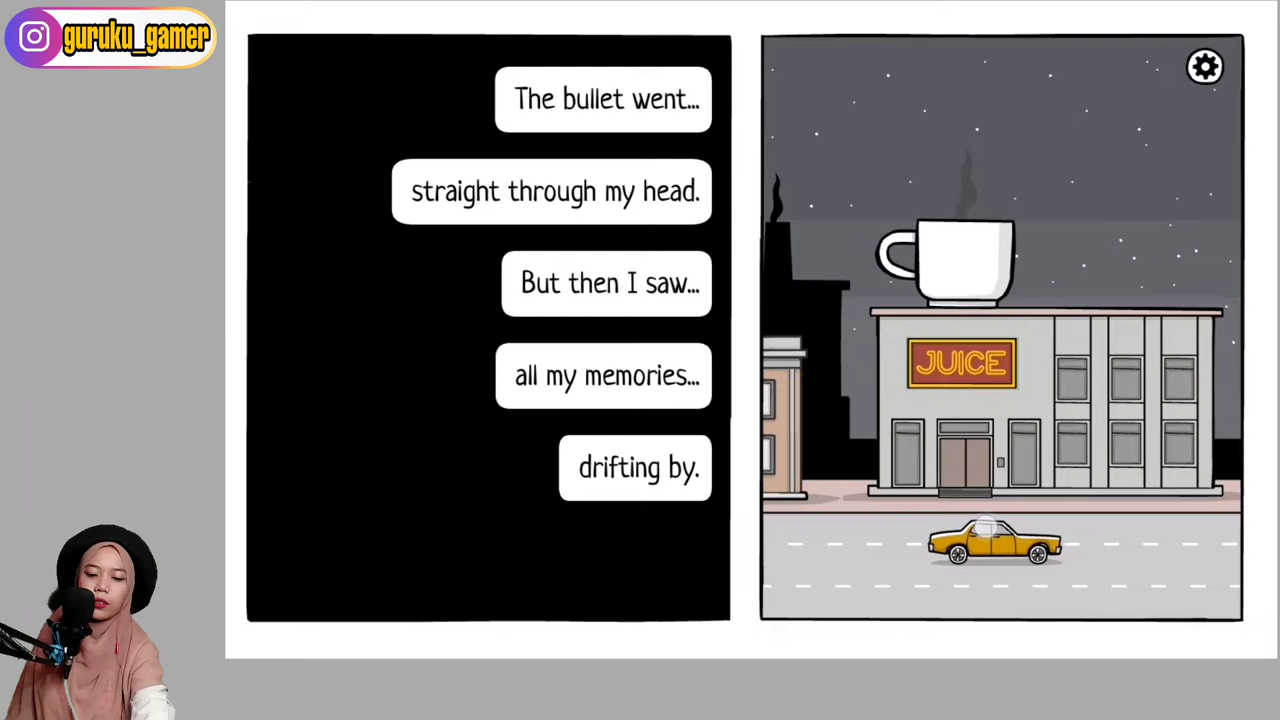 guruku_gamer
The bullet went...
straight through my head.
But then I saw...
all my memories...
drifting by.
JUICE